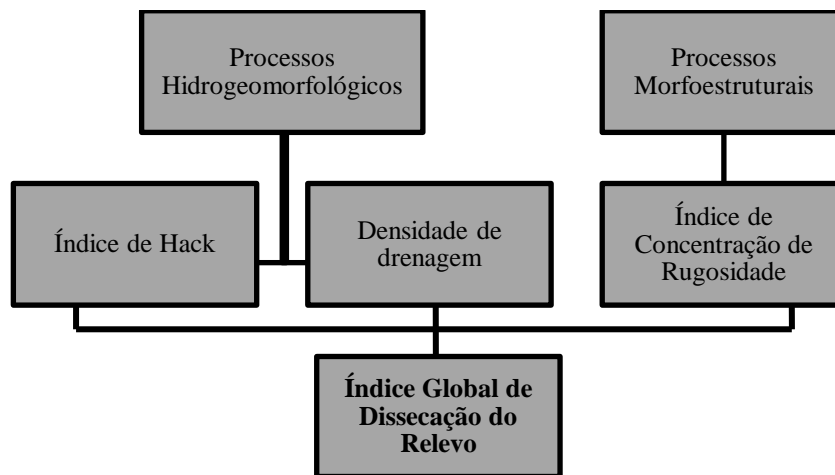 Processos
Hidrogeomorfológicos
Processos
Morfoestruturais
Índice de Hack
Densidade de
drenagem
Índice de
Concentração de
Rugosidade
Índice Global de
Dissecação do
Relevo